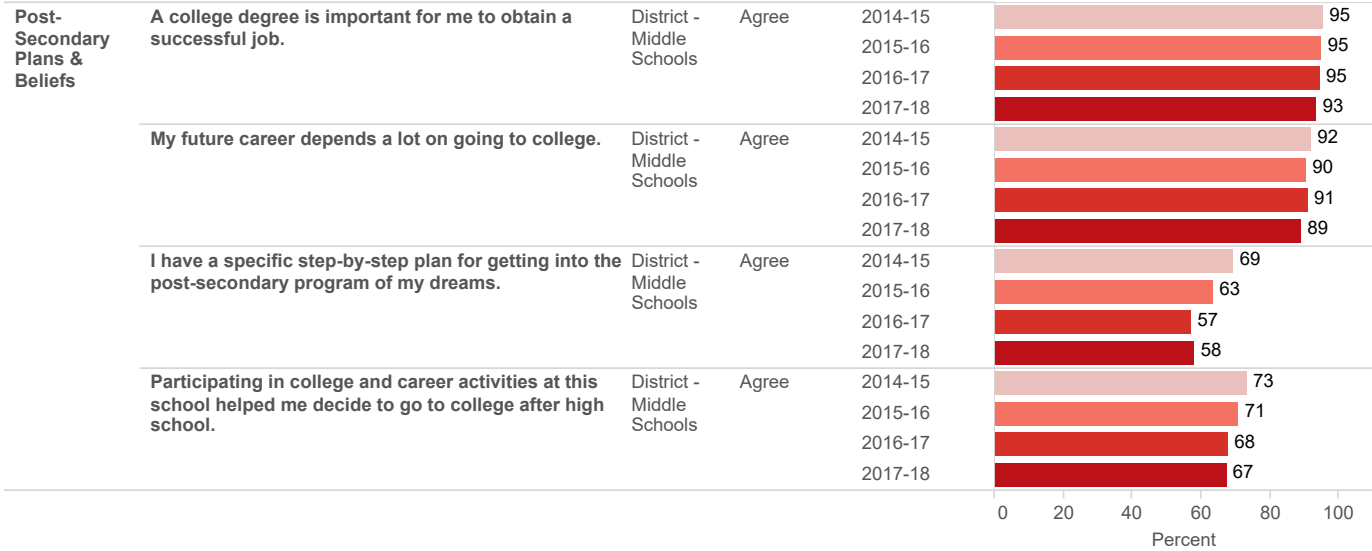 Post-
Secondary
Plans &
Beliefs
A college degree is important for me to obtain a
successful job.
District -
Middle
Schools
Agree
2014-15
95
2015-16
95
2016-17
95
2017-18
93
My future career depends a lot on going to college.
District -
Middle
Schools
Agree
2014-15
92
2015-16
90
2016-17
91
2017-18
89
I have a specific step-by-step plan for getting into the
post-secondary program of my dreams.
District -
Middle
Schools
Agree
2014-15
69
2015-16
63
2016-17
57
2017-18
58
Participating in college and career activities at this
school helped me decide to go to college after high
school.
District -
Middle
Schools
Agree
2014-15
73
2015-16
71
2016-17
68
2017-18
67
0 20 40 60 80 100
Percent